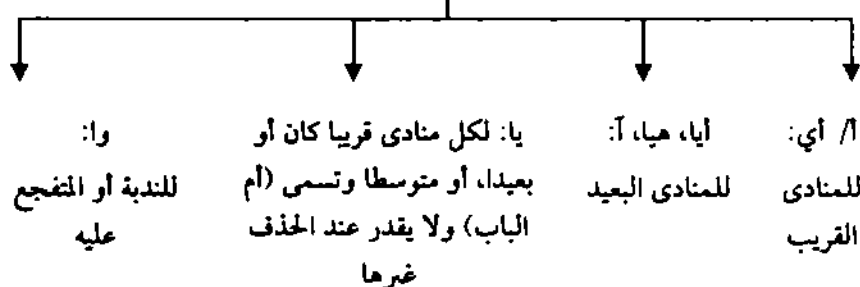 أ/ أي:
للمنادى
القريب
أيا، هيا، آ:
للمنادى البعيد
يا: لكل منادى قريبا كان أو
بعيدا، أو متوسطا وتسمى (أم
الباب) ولا يقدر عند الحذف
غيرها
وا:
للندبة أو المتفجع
عليه